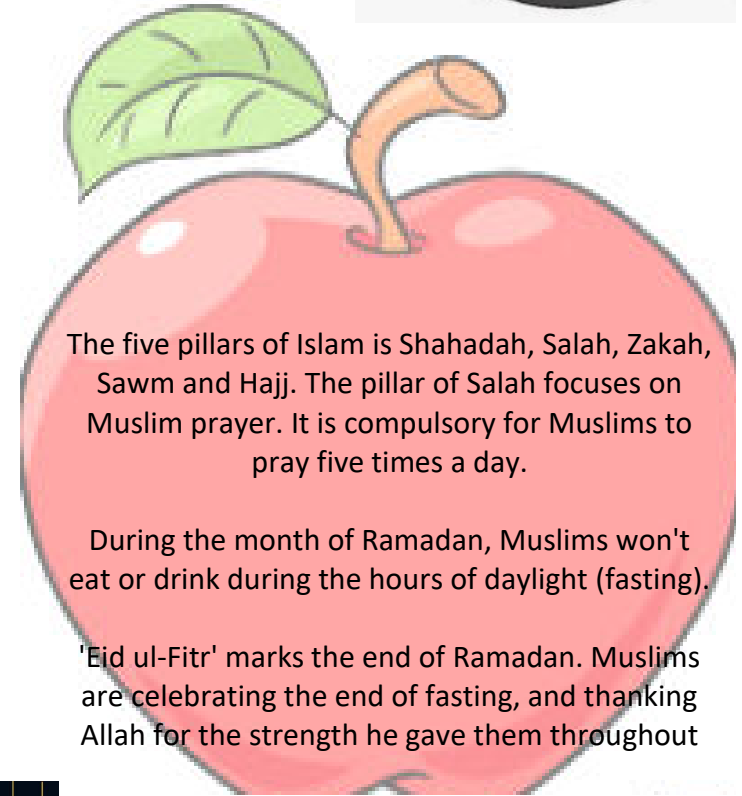 The five pillars of Islam is Shahadah, Salah, Zakah,
Sawm and Hajj. The pillar of Salah focuses on
Muslim prayer. It is compulsory for Muslims to
pray five times a day.
During the month of Ramadan, Muslims won't
eat or drink during the hours of daylight (fasting).
'Eid ul-Fitr' marks the end of Ramadan. Muslims
are celebrating the end of fasting, and thanking
Allah for the strength he gave them throughout